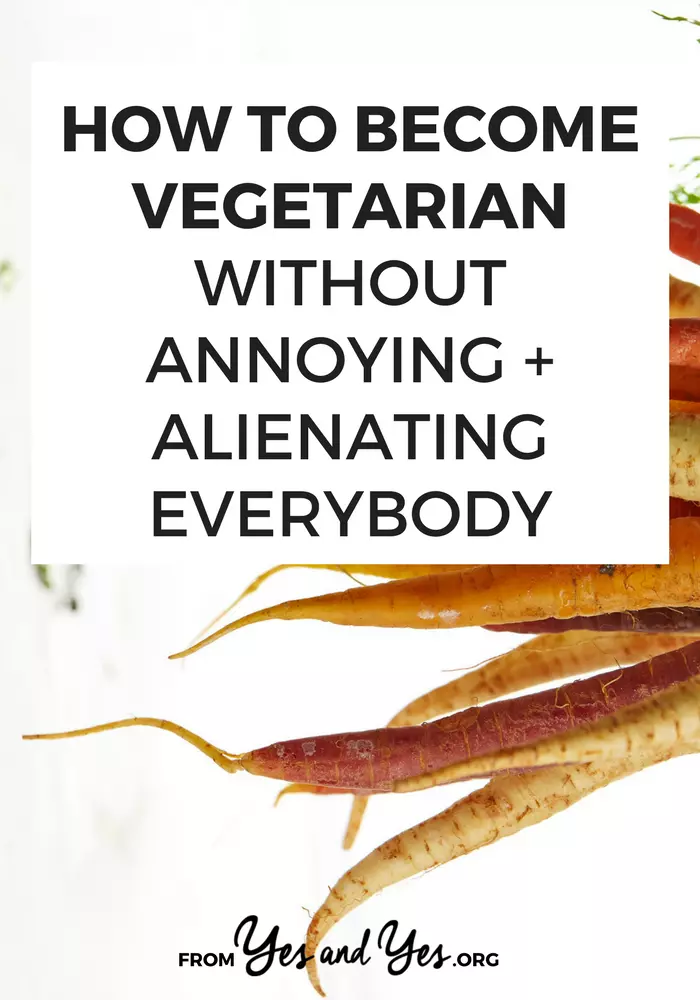 HOW TO BECOME
VEGETARIAN
WITHOUT
ANNOYING +
ALIENATING
EVERYBODY
FROM Yes and Yes.ORG